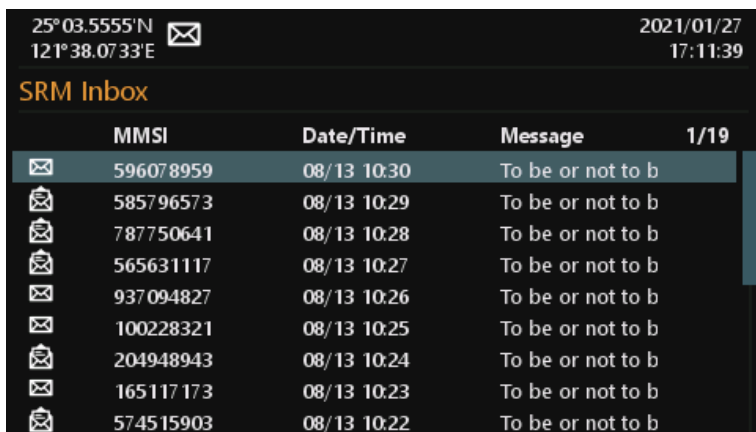 25°03.5555'N
121°38.0733'E
2021/01/27
17:11:39
SRM Inbox
MMSI Date/Time Message 1/19
596078959 08/13 10:30 To be or not to b
585796573 08/13 10:29 To be or not to b
787750641 08/13 10:28 To be or not to b
565631117 08/13 10:27 To be or not to b
937094827 08/13 10:26 To be or not to b
100228321 08/13 10:25 To be or not to b
204948943 08/13 10:24 To be or not to b
165117173 08/13 10:23 To be or not to b
574515903 08/13 10:22 To be or not to b